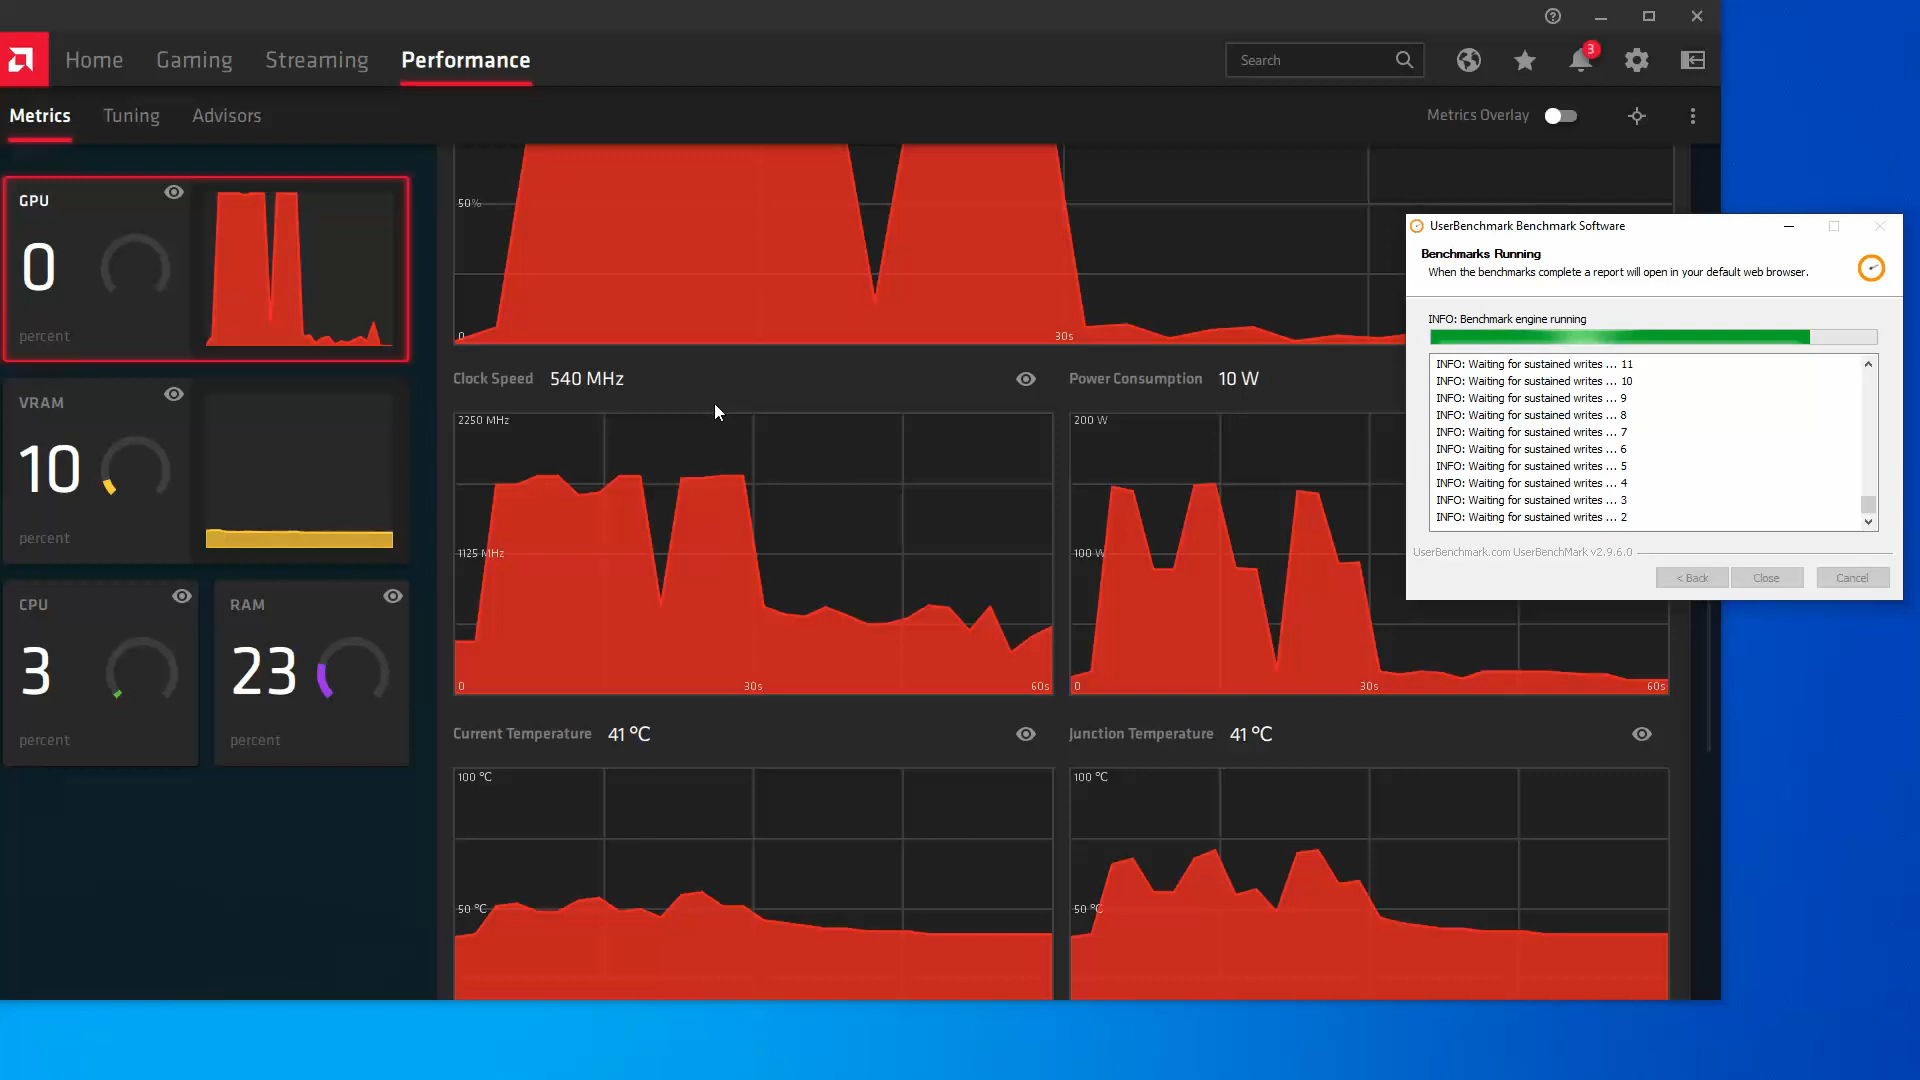 Home Gaming Streaming Performance Search 3
Metrics Tuning Advisors Metrics Overlay
GPU
0
percent
VRAM
10
percent
CPU
3
percent
RAM
23
percent
50%
0 30s
Clock Speed 540 MHz
2250 MHz
1125 MHz
0 30s 60s
Power Consumption 10 W
200 W
100 W
0 30s 60s
Current Temperature 41 °C
100 °C
50 °C
Junction Temperature 41 °C
100 °C
50 °C
UserBenchmark Benchmark Software
Benchmarks Running
When the benchmarks complete a report will open in your default web browser.
INFO: Benchmark engine running
INFO: Waiting for sustained writes ... 11
INFO: Waiting for sustained writes ... 10
INFO: Waiting for sustained writes ... 9
INFO: Waiting for sustained writes ... 8
INFO: Waiting for sustained writes ... 7
INFO: Waiting for sustained writes ... 6
INFO: Waiting for sustained writes ... 5
INFO: Waiting for sustained writes ... 4
INFO: Waiting for sustained writes ... 3
INFO: Waiting for sustained writes ... 2
UserBenchmark.com UserBenchMark v2.9.6.0
< Back Close Cancel